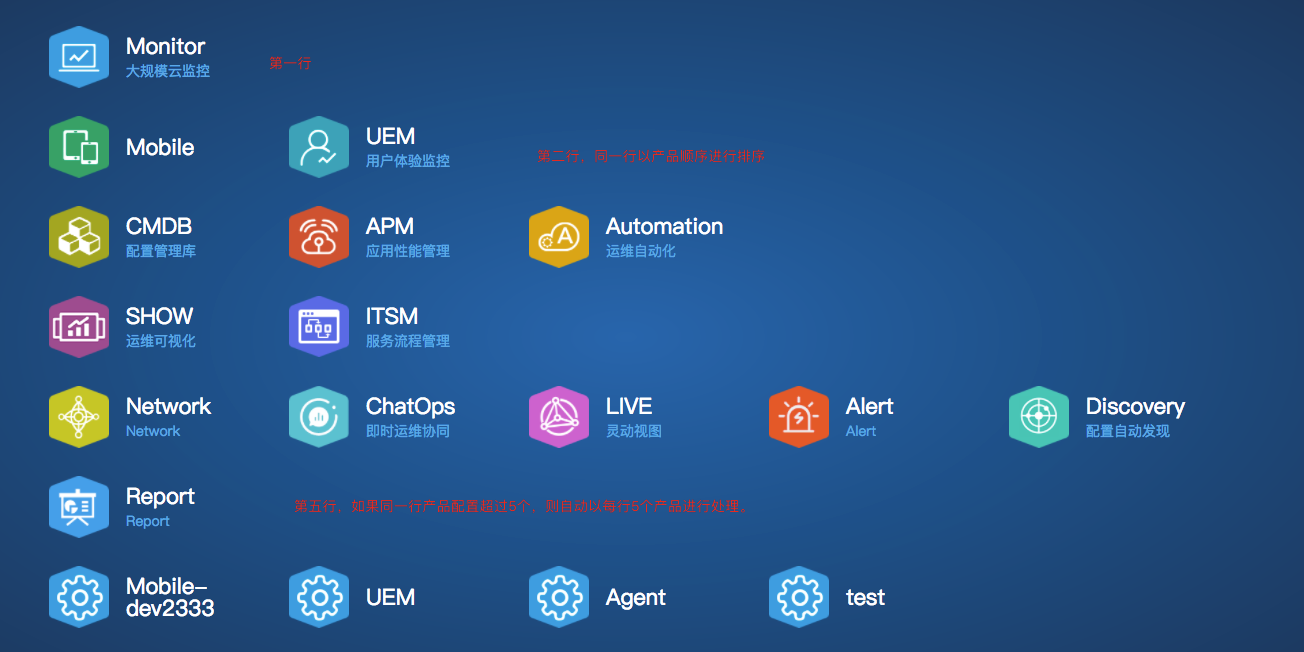 Monitor
大规模云监控
第一行
Mobile
UEM
用户体验监控
第二行，同一行以产品顺序进行排序
CMDB
配置管理库
APM
应用性能管理
Automation
运维自动化
SHOW
运维可视化
ITSM
服务流程管理
Network
Network
ChatOps
即时运维协同
LIVE
灵动视图
Alert
Alert
Discovery
配置自动发现
Report
Report
第五行，如果同一行产品配置超过5个，则自动以每行5个产品进行处理。
Mobile-
dev2333
UEM
Agent
test